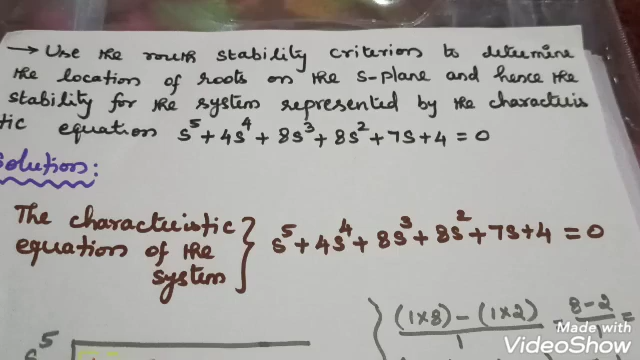 → Use the routh stability criterion to determine
the location of roots on the s-plane and hence the
stability for the system represented by the charactuis
tic equation s⁵ + 4s⁴ + 8s³ + 8s² + 7s + 4 = 0
Solution:
The charactuistic
equation of the
system } s⁵ + 4s⁴ + 8s³ + 8s² + 7s + 4 = 0
s⁵
(1×8) - (1×2) / 1 = 8-2 / 1 =
Made with
VideoShow